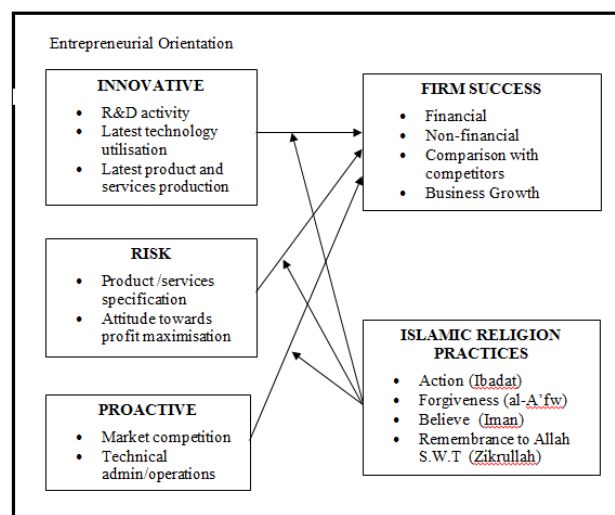 Entrepreneurial Orientation
INNOVATIVE
• R&D activity
• Latest technology
utilisation
• Latest product and
services production
FIRM SUCCESS
• Financial
• Non-financial
• Comparison with
competitors
• Business Growth
RISK
• Product /services
specification
• Attitude towards
profit maximisation
ISLAMIC RELIGION
PRACTICES
• Action (Ibadat)
• Forgiveness (al-A’fw)
• Believe (Iman)
• Remembrance to Allah
S.W.T (Zikrullah)
PROACTIVE
• Market competition
• Technical
admin/operations